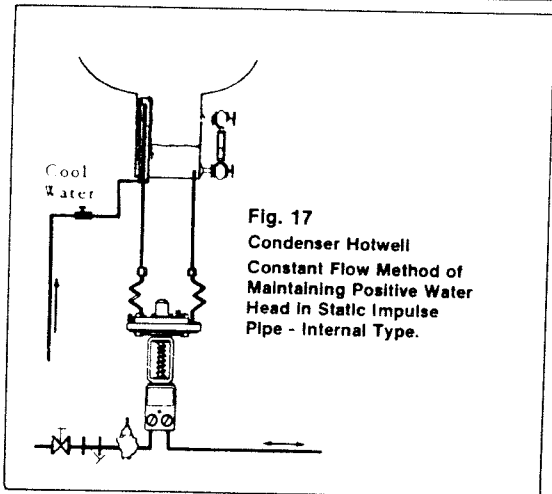 Cool
Water
Fig. 17
Condenser Hotwell
Constant Flow Method of
Maintaining Positive Water
Head in Static Impulse
Pipe - Internal Type.